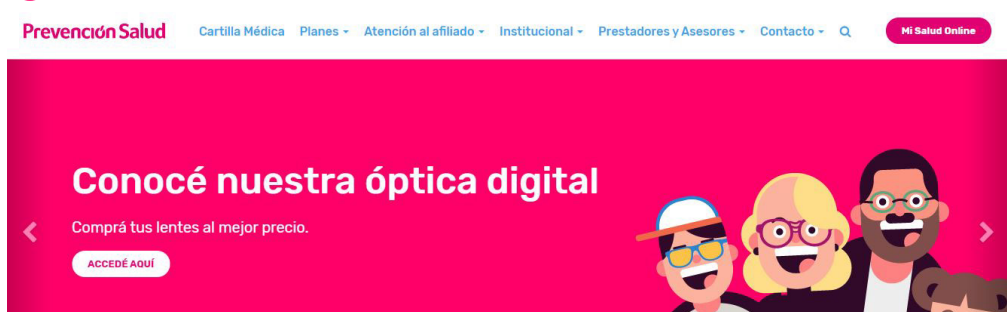 Prevención Salud
Cartilla Médica Planes Atención al afiliado Institucional Prestadores y Asesores Contacto Mi Salud Online
Conocé nuestra óptica digital
Comprá tus lentes al mejor precio.
ACCEDÉ AQUÍ